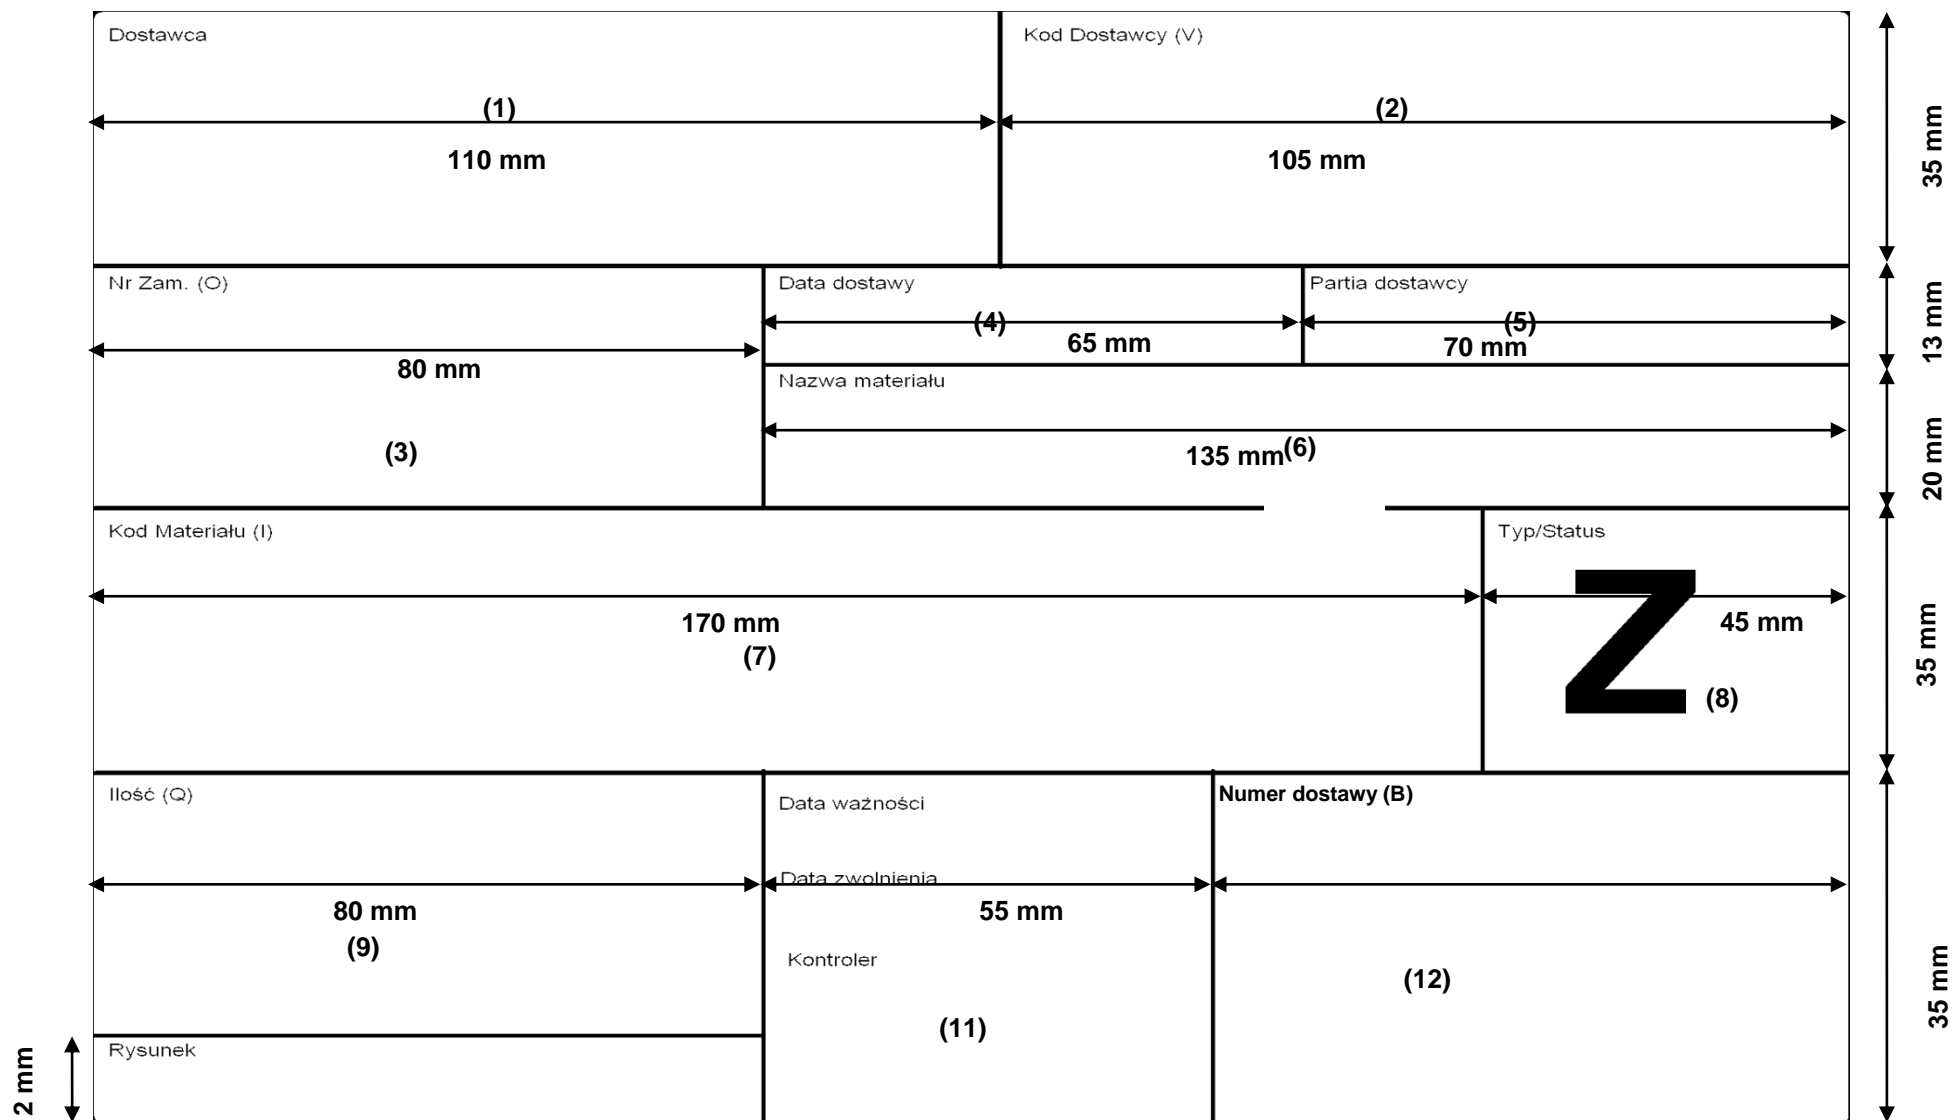 Dostawca
Kod Dostawcy (V)
(1)
(2)
110 mm
105 mm
35 mm
Nr Zam. (O)
Data dostawy
Partia dostawcy
(4)
(5)
65 mm
70 mm
13 mm
80 mm
Nazwa materiału
(3)
135 mm(6)
20 mm
Kod Materiału (I)
Typ/Status
170 mm
45 mm
(7)
Z
(8)
35 mm
Ilość (Q)
Data ważności
Numer dostawy (B)
Data zwolnienia
80 mm
55 mm
(9)
Kontroler
(12)
(11)
35 mm
Rysunek
2 mm